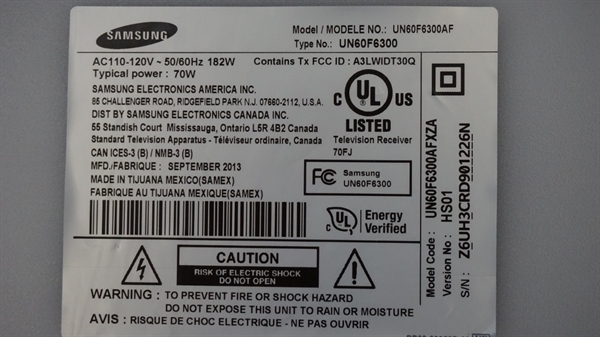 SAMSUNG
Model / MODELE NO.: UN60F6300AF
Type No.: UN60F6300
AC110-120V ~ 50/60Hz 182W
Contains Tx FCC ID : A3LWIDT30Q
Typical power : 70W
SAMSUNG ELECTRONICS AMERICA INC.
85 CHALLENGER ROAD, RIDGEFIELD PARK N.J. 07660-2112, U.S.A.
DIST BY SAMSUNG ELECTRONICS CANADA INC.
55 Standish Court Mississauga, Ontario L5R 4B2 Canada
Standard Television Apparatus - Téléviseur ordinaire, Canada
CAN ICES-3 (B) / NMB-3 (B)
MFD./FABRIQUE : SEPTEMBER 2013
MADE IN TIJUANA MEXICO(SAMEX)
FABRIQUE AU TIJUANA MEXIQUE(SAMEX)
C UL US
LISTED
Television Receiver
70FJ
FC Samsung
UN60F6300
UL
Energy
Verified
Model Code : UN60F6300AFXZA
Version No : HS01
S/N : Z6UH3CRD901226N
CAUTION
RISK OF ELECTRIC SHOCK
DO NOT OPEN
WARNING : TO PREVENT FIRE OR SHOCK HAZARD
DO NOT EXPOSE THIS UNIT TO RAIN OR MOISTURE
AVIS : RISQUE DE CHOC ELECTRIQUE - NE PAS OUVRIR